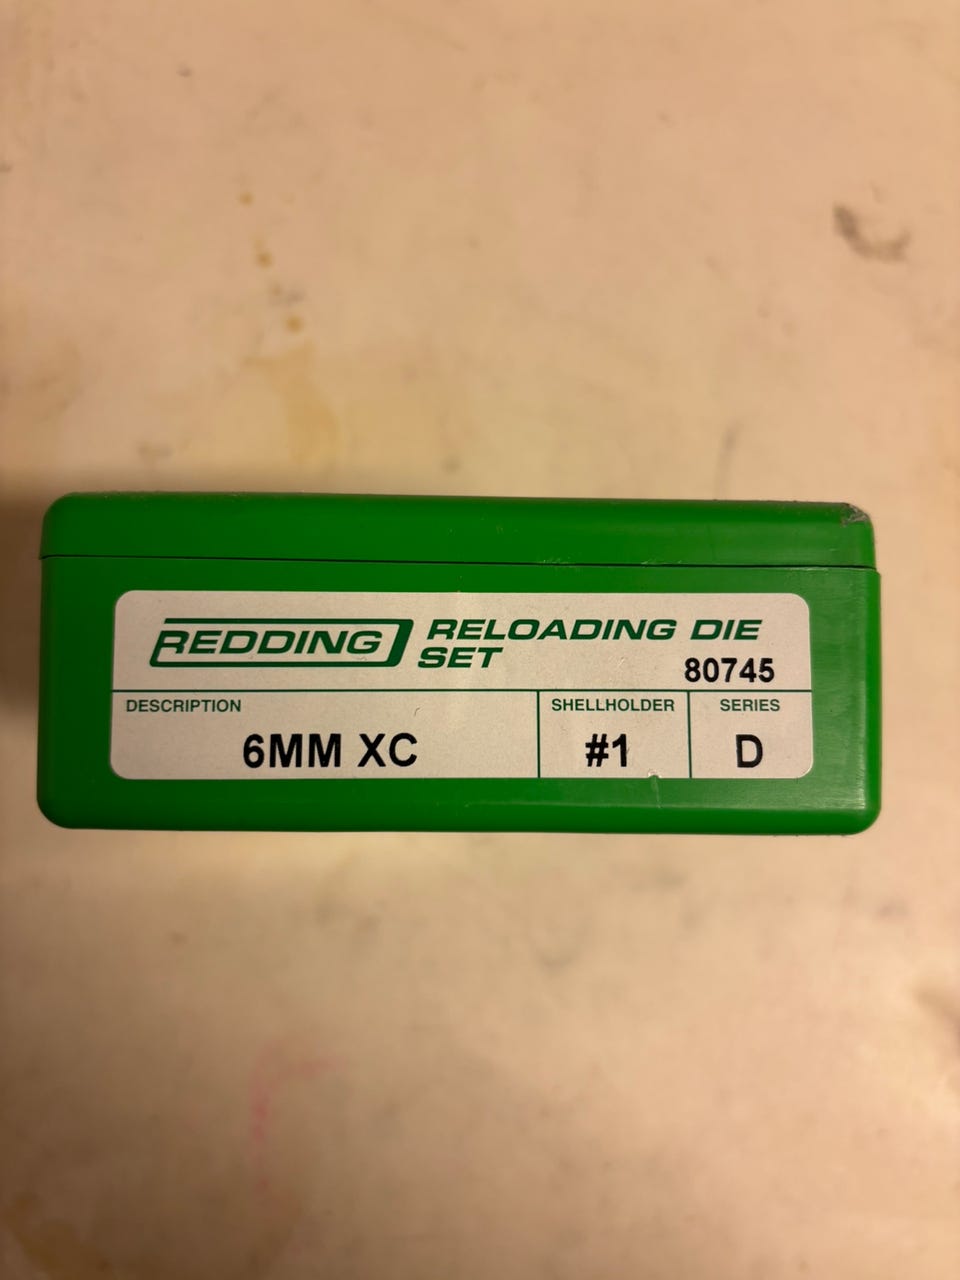 REDDING RELOADING DIE
SET
80745
DESCRIPTION SHELLHOLDER SERIES
6MM XC #1 D